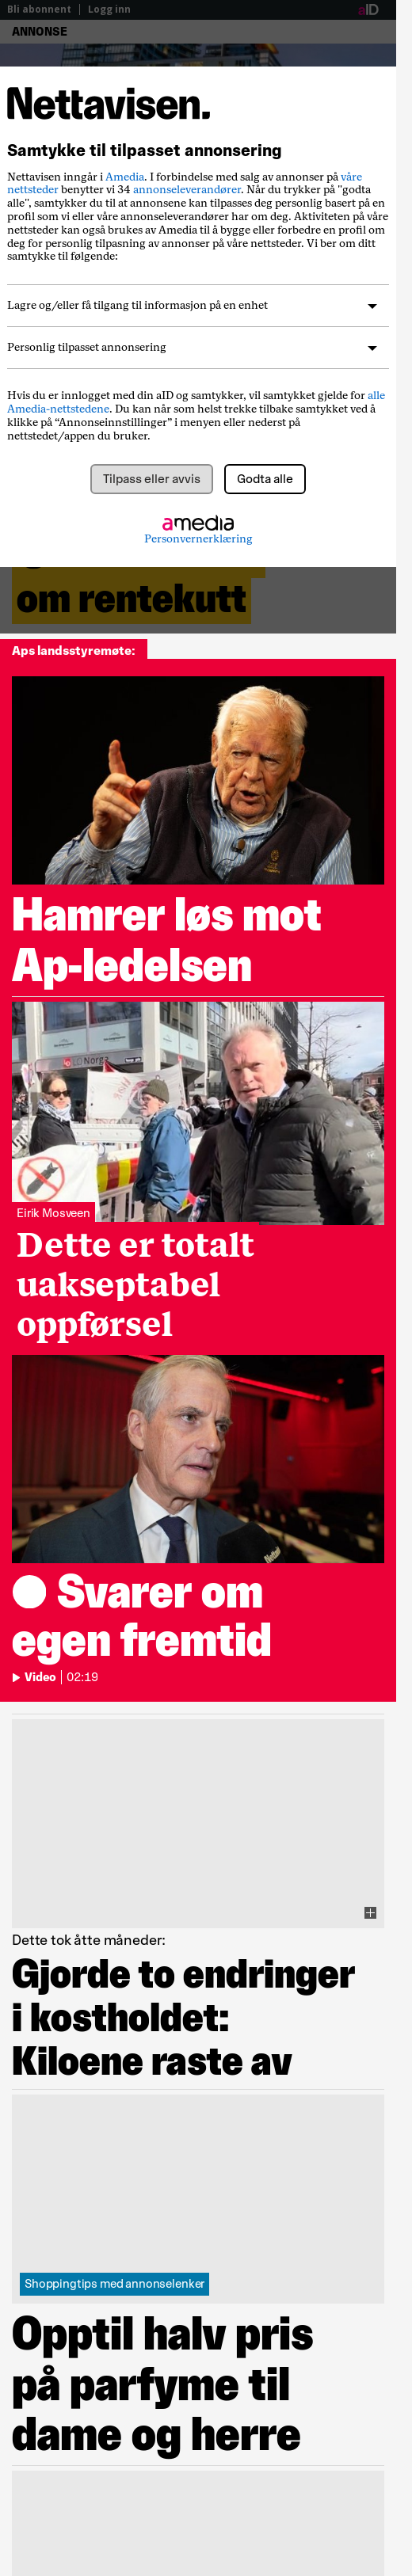 Bli abonnent | Logg inn
aID
ANNONSE
Nettavisen.
Samtykke til tilpasset annonsering
Nettavisen inngår i Amedia. I forbindelse med salg av annonser på våre
nettsteder benytter vi 34 annonseleverandører. Når du trykker på "godta
alle", samtykker du til at annonsene kan tilpasses deg personlig basert på en
profil som vi eller våre annonseleverandører har om deg. Aktiviteten på våre
nettsteder kan også brukes av Amedia til å bygge eller forbedre en profil om
deg for personlig tilpasning av annonser på våre nettsteder. Vi ber om ditt
samtykke til følgende:
Lagre og/eller få tilgang til informasjon på en enhet
Personlig tilpasset annonsering
Hvis du er innlogget med din aID og samtykker, vil samtykket gjelde for alle
Amedia-nettstedene. Du kan når som helst trekke tilbake samtykket ved å
klikke på “Annonseinnstillinger” i menyen eller nederst på
nettstedet/appen du bruker.
Tilpass eller avvis
Godta alle
amedia
Personvernerklæring
om rentekutt
Aps landsstyremøte:
Hamrer løs mot
Ap-ledelsen
Eirik Mosveen
Dette er totalt
uakseptabel
oppførsel
Svarer om
egen fremtid
Video | 02:19
Dette tok åtte måneder:
Gjorde to endringer
i kostholdet:
Kiloene raste av
Shoppingtips med annonselenker
Opptil halv pris
på parfyme til
dame og herre